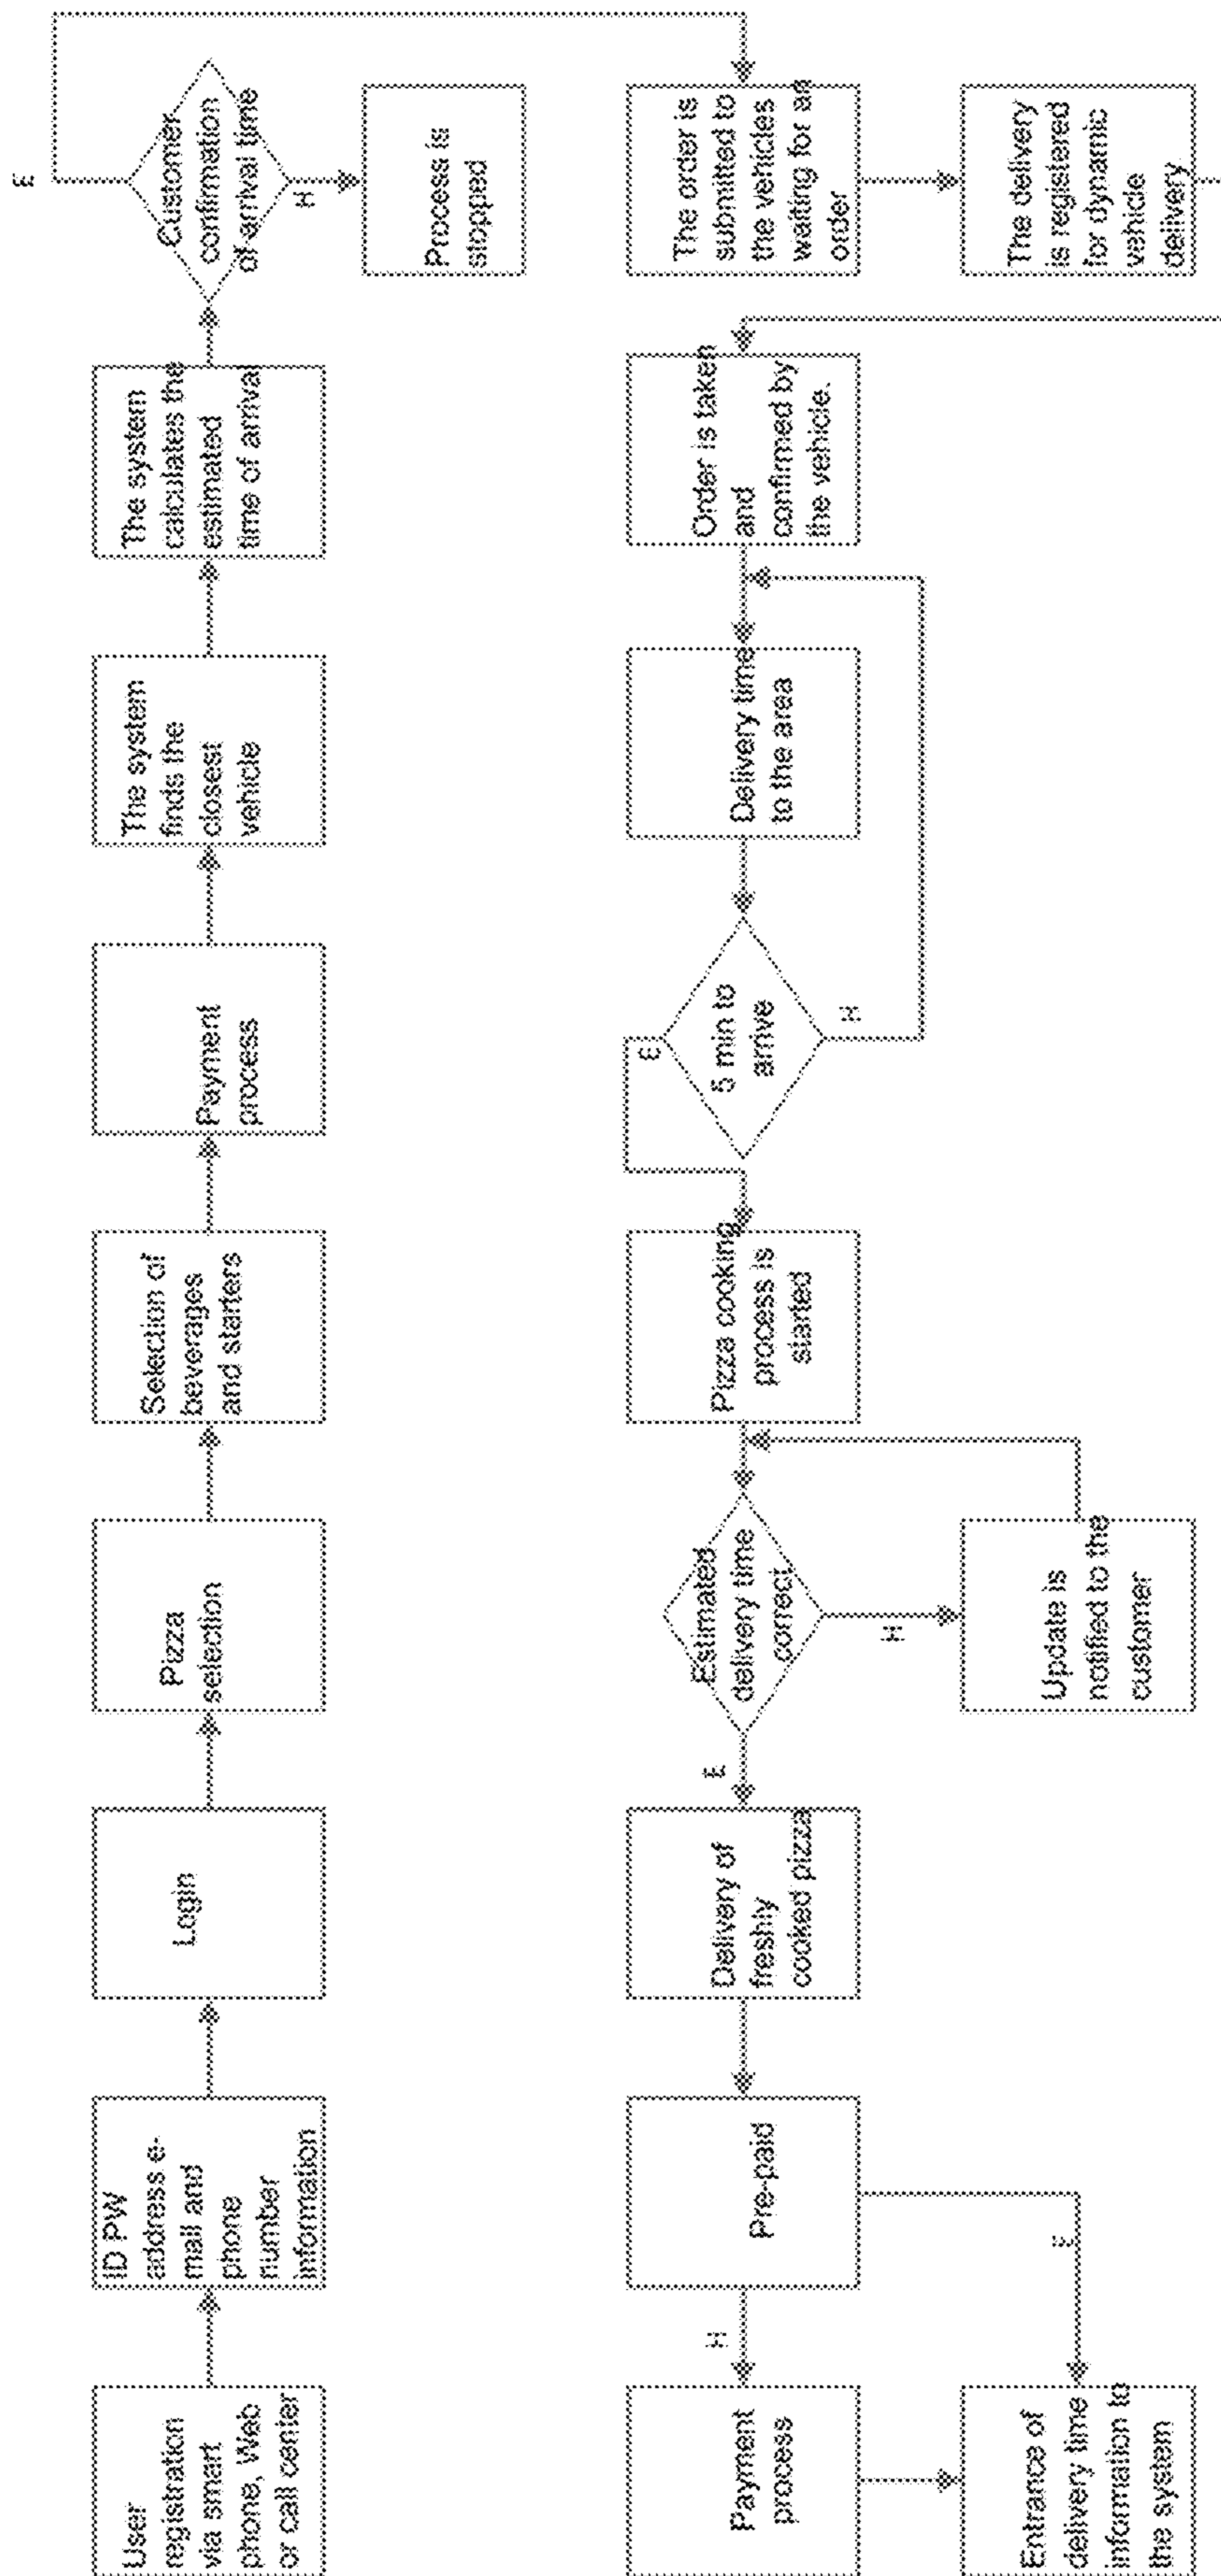 User
registration
via smart
phone, Web
or call center
ID PW
address e-
mail and
phone
number
information
Login
Pizza
selection
Selection of
beverages
and starters
Payment
process
The system
finds the
closest
vehicle
The system
calculates the
estimated
time of arrival
Customer
confirmation
of arrival time
E
H
Process is
stopped
The order is
submitted to
the vehicles
waiting for an
order
The delivery
is registered
for dynamic
vehicle
delivery
Order is taken
and
confirmed by
the vehicle.
Delivery time
to the area
5 min to
arrive
E
H
Pizza cooking
process is
started
Estimated
delivery time
correct
E
H
Update is
notified to the
customer
Delivery of
freshly
cooked pizza
Pre-paid
H
E
Payment
process
Entrance of
delivery time
information to
the system